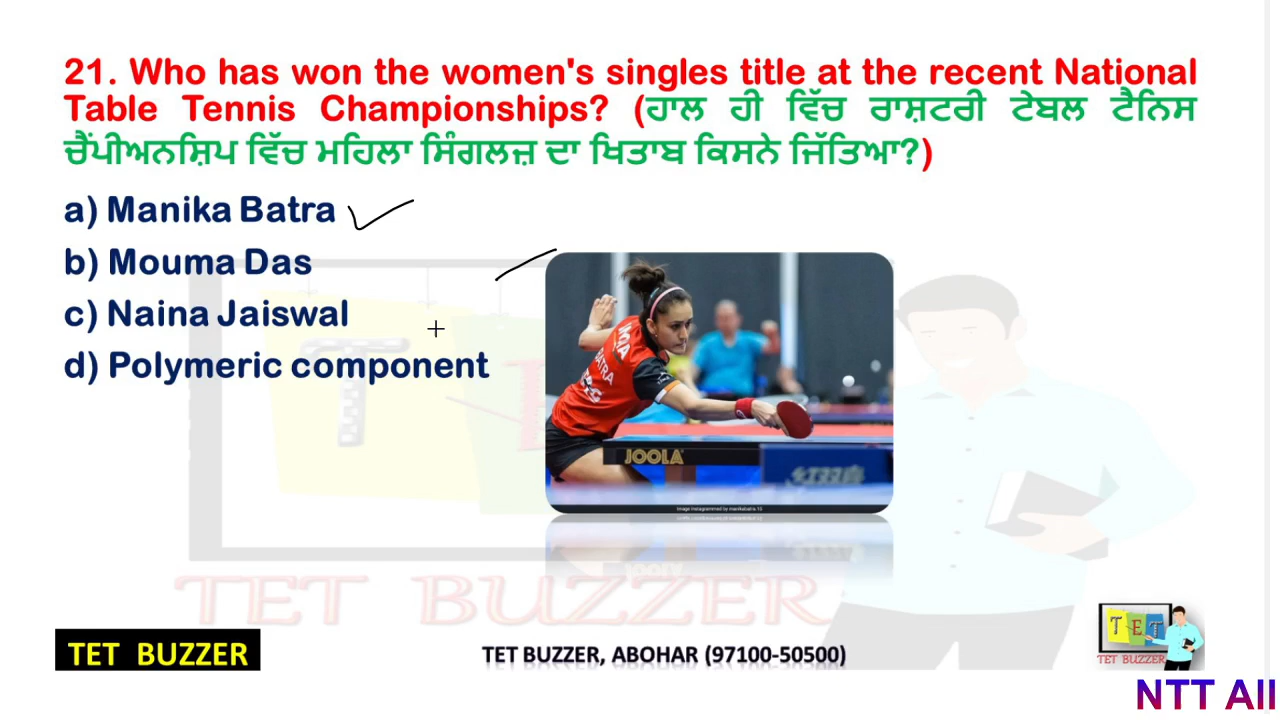 21. Who has won the women's singles title at the recent National
Table Tennis Championships? (ਹਾਲ ਹੀ ਵਿੱਚ ਰਾਸ਼ਟਰੀ ਟੇਬਲ ਟੈਨਿਸ
ਚੈਂਪੀਅਨਸ਼ਿਪ ਵਿੱਚ ਮਹਿਲਾ ਸਿੰਗਲਜ਼ ਦਾ ਖਿਤਾਬ ਕਿਸਨੇ ਜਿੱਤਿਆ?)
a) Manika Batra
b) Mouma Das
c) Naina Jaiswal
d) Polymeric component
JOOLA
BATRA
JOOLA
TET BUZZER
TET BUZZER
TET BUZZER, ABOHAR (97100-50500)
TET
TET BUZZER
NTT All